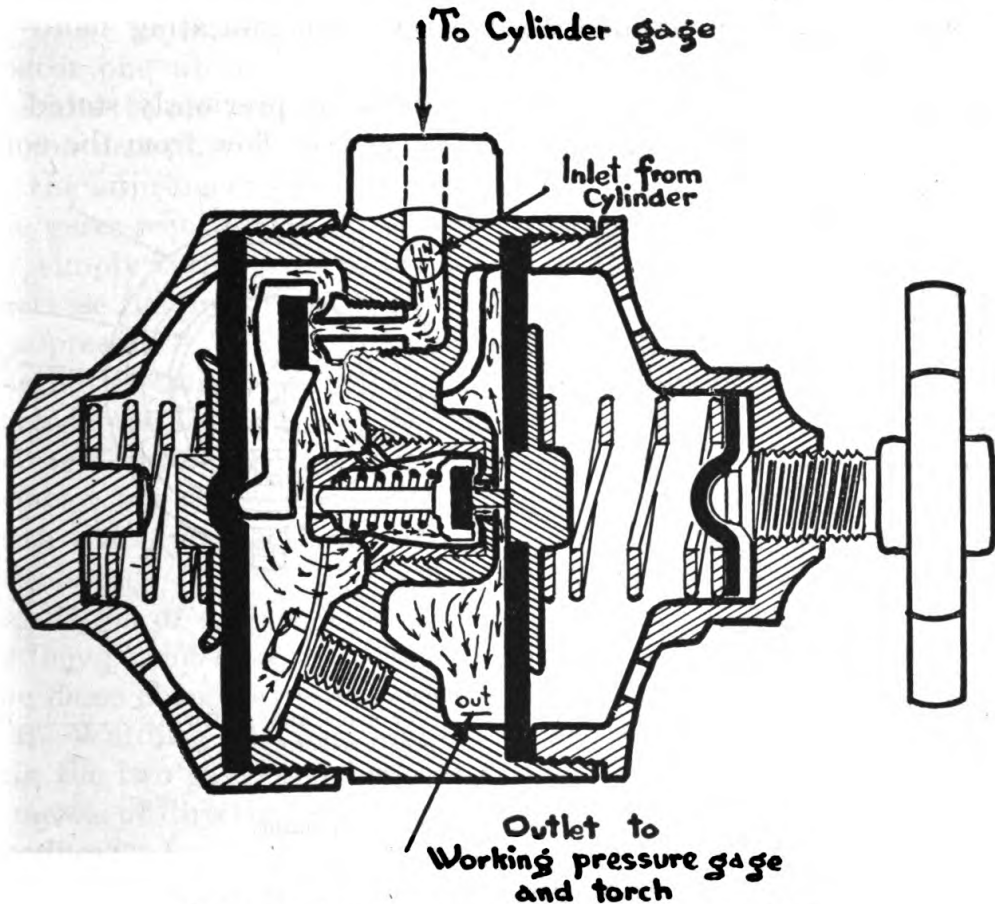 To Cylinder gage
Inlet from
Cylinder
out
Outlet to
Working pressure gage
and torch